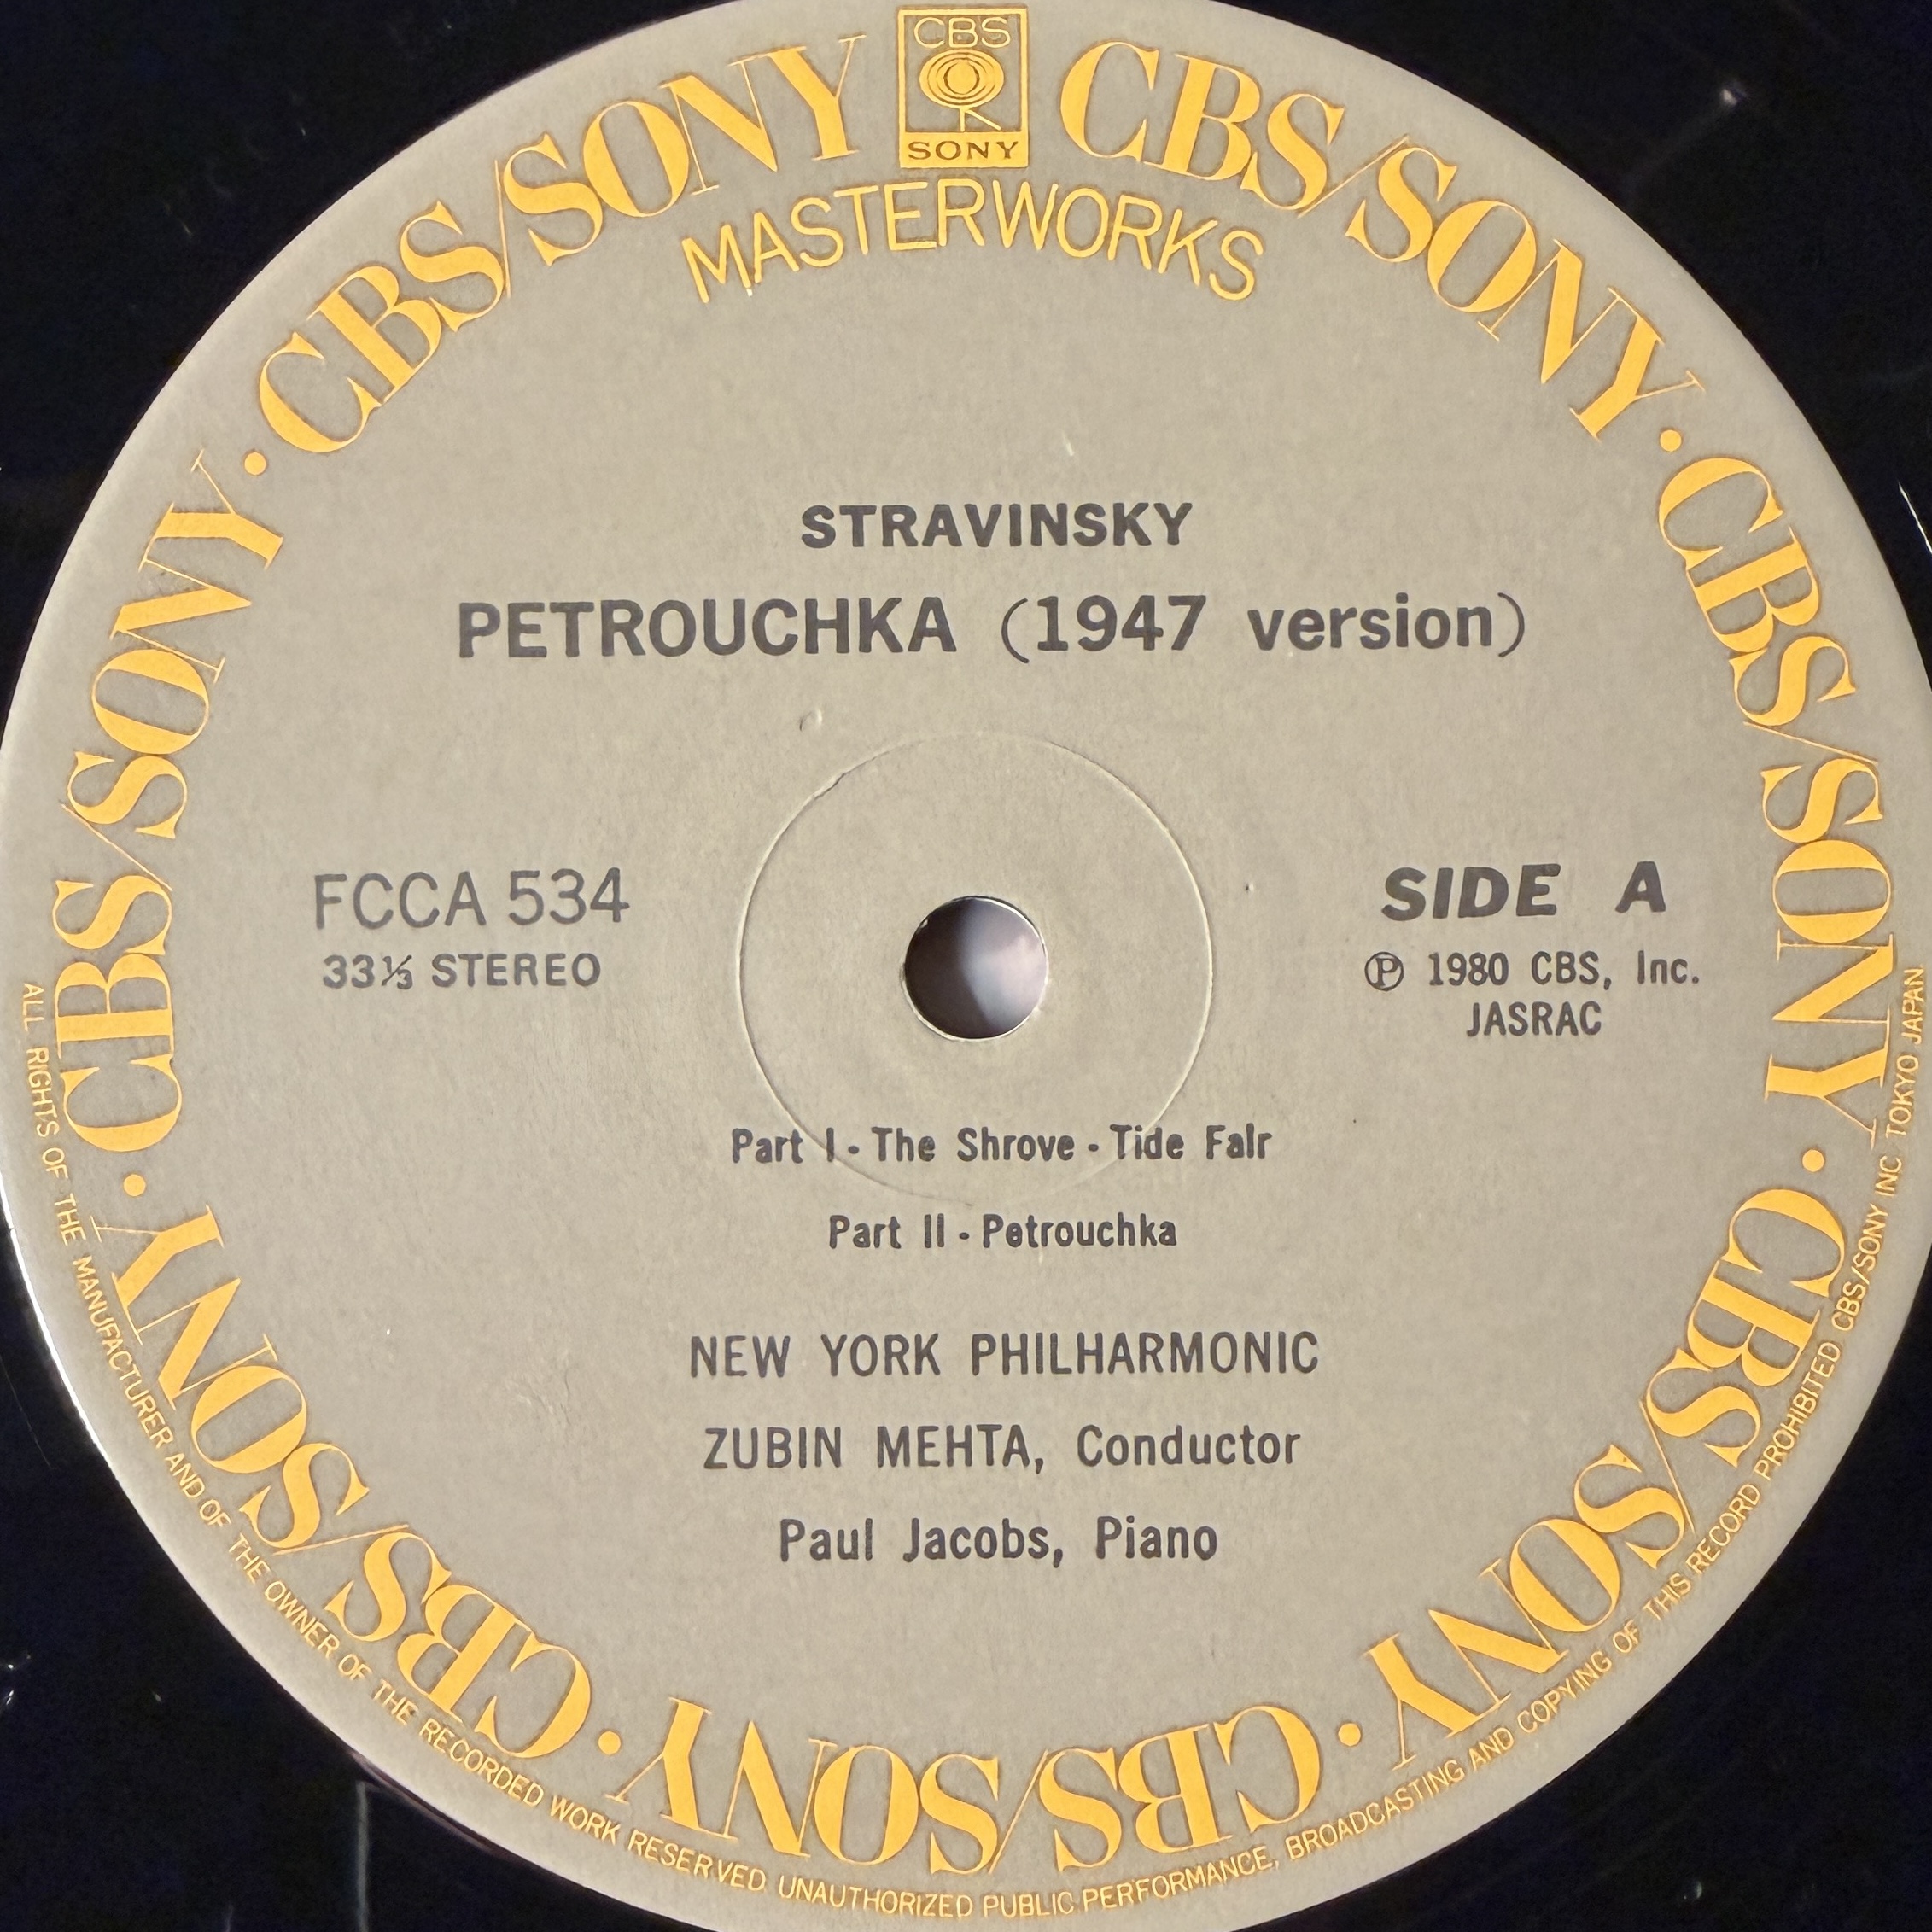 CBS
SONY
CBS/SONY · CBS/SONY · CBS/SONY · CBS/SONY · CBS/SONY · CBS/SONY · CBS/SONY
MASTERWORKS
STRAVINSKY
PETROUCHKA (1947 version)
FCCA 534
33⅓ STEREO
SIDE A
Ⓟ 1980 CBS, Inc.
JASRAC
Part I - The Shrove - Tide Falr
Part II - Petrouchka
NEW YORK PHILHARMONIC
ZUBIN MEHTA, Conductor
Paul Jacobs, Piano
ALL RIGHTS OF THE MANUFACTURER AND OF THE OWNER OF THE RECORDED WORK RESERVED UNAUTHORIZED PUBLIC PERFORMANCE, BROADCASTING AND COPYING OF THIS RECORD PROHIBITED CBS/SONY INC TOKYO JAPAN